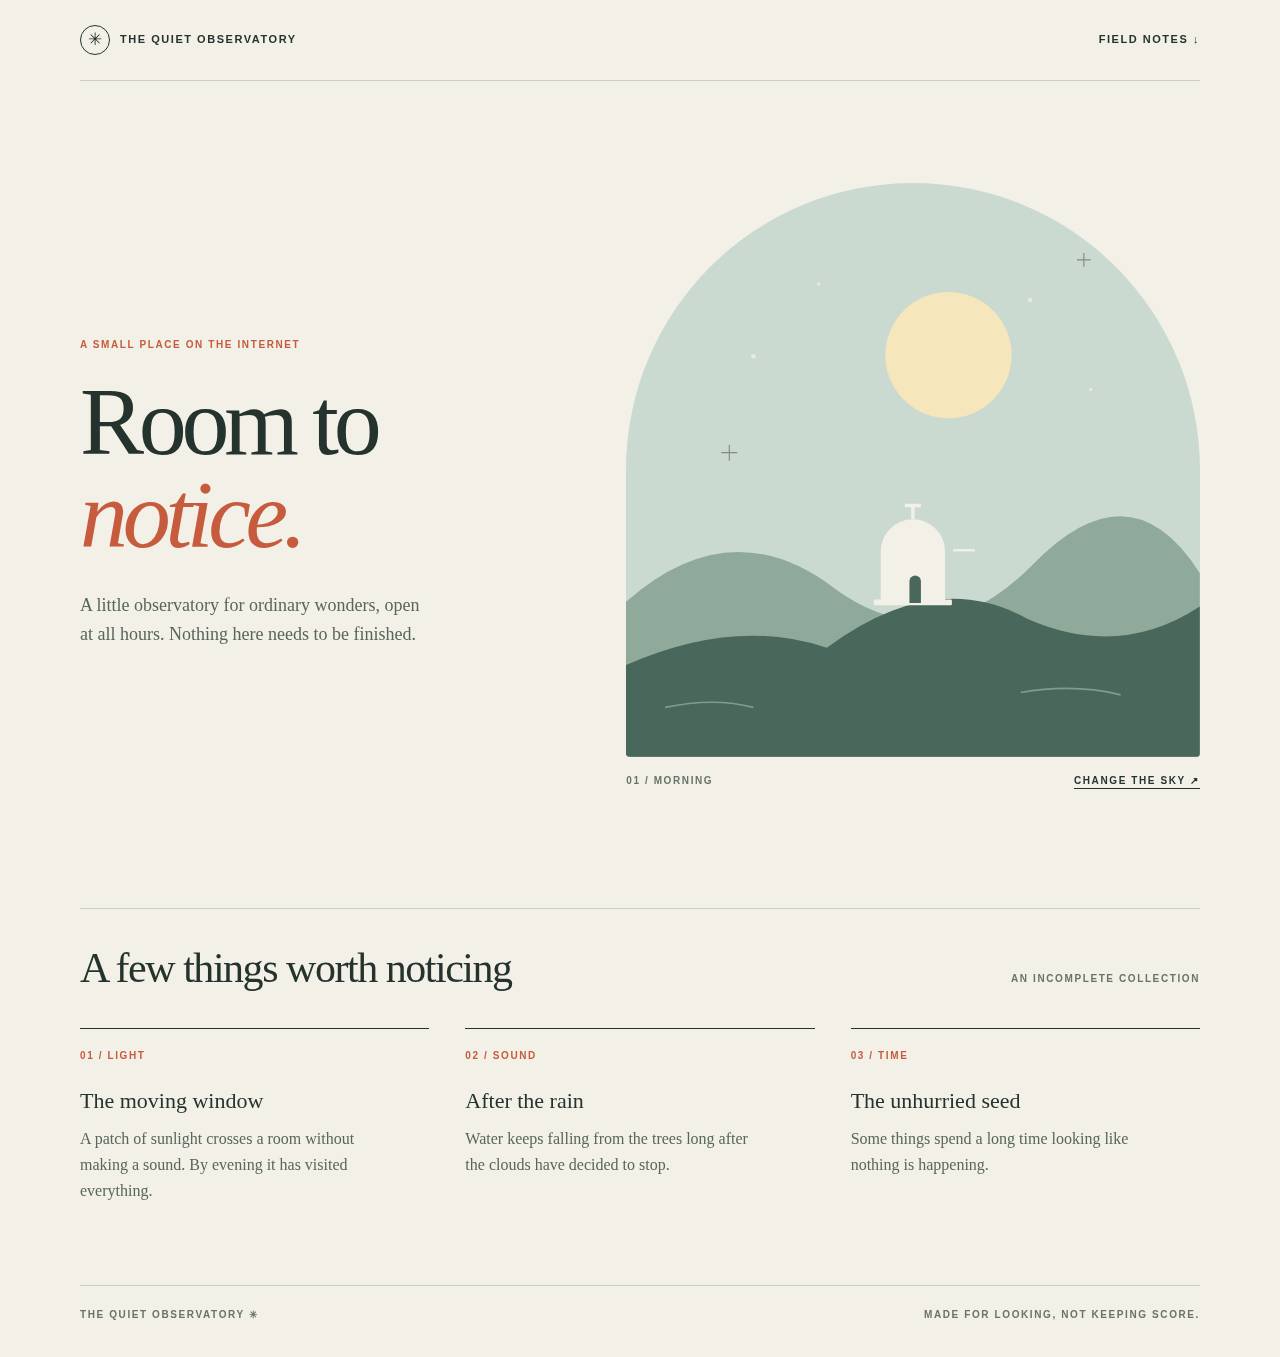 THE QUIET OBSERVATORY
FIELD NOTES ↓
A SMALL PLACE ON THE INTERNET
Room to
notice.
A little observatory for ordinary wonders, open
at all hours. Nothing here needs to be finished.
01 / MORNING
CHANGE THE SKY ↗
A few things worth noticing
AN INCOMPLETE COLLECTION
01 / LIGHT
The moving window
A patch of sunlight crosses a room without
making a sound. By evening it has visited
everything.
02 / SOUND
After the rain
Water keeps falling from the trees long after
the clouds have decided to stop.
03 / TIME
The unhurried seed
Some things spend a long time looking like
nothing is happening.
THE QUIET OBSERVATORY ✳
MADE FOR LOOKING, NOT KEEPING SCORE.